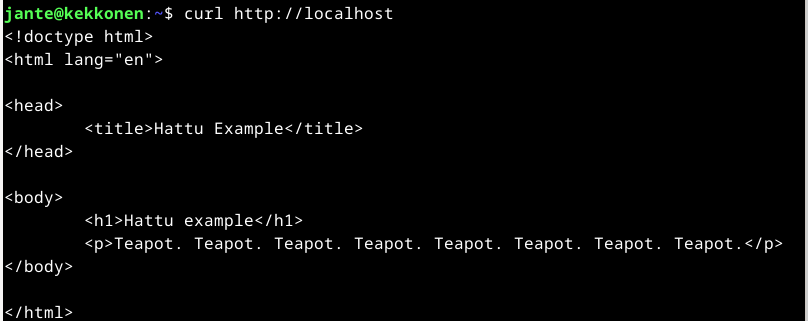 jante@kekkonen:~$ curl http://localhost
<!doctype html>
<html lang="en">
<head>
<title>Hattu Example</title>
</head>
<body>
<h1>Hattu example</h1>
<p>Teapot. Teapot. Teapot. Teapot. Teapot. Teapot. Teapot. Teapot.</p>
</body>
</html>